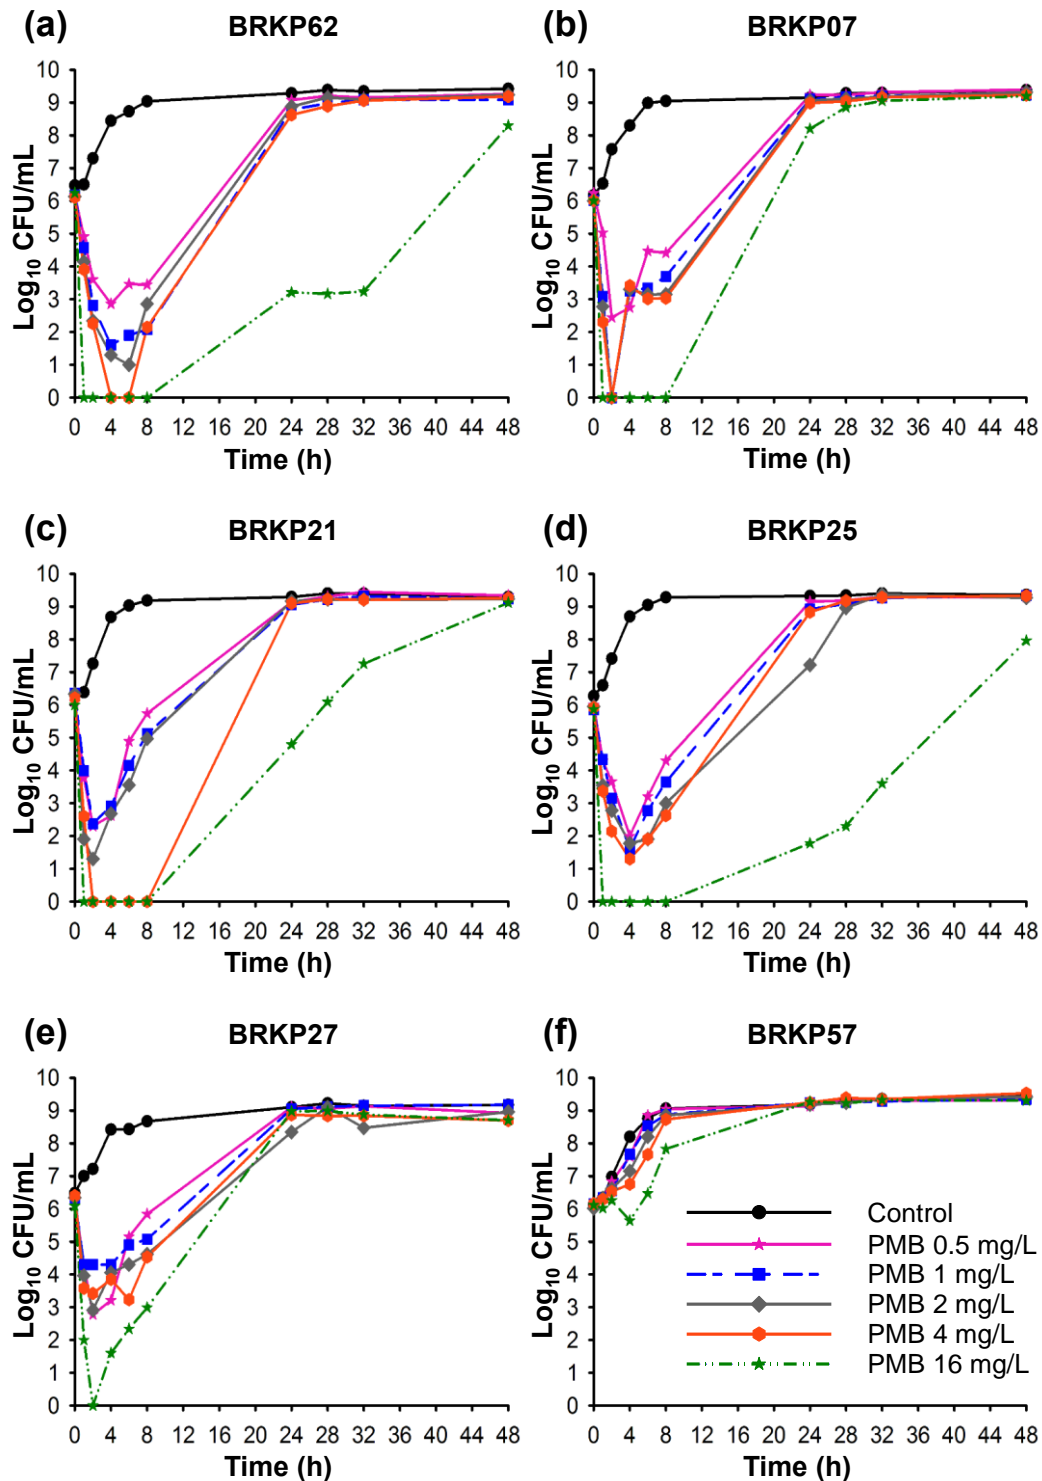 (a) BRKP62
10
9
8
7
6
5
4
3
2
1
0
Log10 CFU/mL
0 4 8 12 16 20 24 28 32 36 40 44 48
Time (h)
(b) BRKP07
10
9
8
7
6
5
4
3
2
1
0
Log10 CFU/mL
0 4 8 12 16 20 24 28 32 36 40 44 48
Time (h)
(c) BRKP21
10
9
8
7
6
5
4
3
2
1
0
Log10 CFU/mL
0 4 8 12 16 20 24 28 32 36 40 44 48
Time (h)
(d) BRKP25
10
9
8
7
6
5
4
3
2
1
0
Log10 CFU/mL
0 4 8 12 16 20 24 28 32 36 40 44 48
Time (h)
(e) BRKP27
10
9
8
7
6
5
4
3
2
1
0
Log10 CFU/mL
0 4 8 12 16 20 24 28 32 36 40 44 48
Time (h)
(f) BRKP57
10
9
8
7
6
5
4
3
2
1
0
Log10 CFU/mL
Control
PMB 0.5 mg/L
PMB 1 mg/L
PMB 2 mg/L
PMB 4 mg/L
PMB 16 mg/L
0 4 8 12 16 20 24 28 32 36 40 44 48
Time (h)